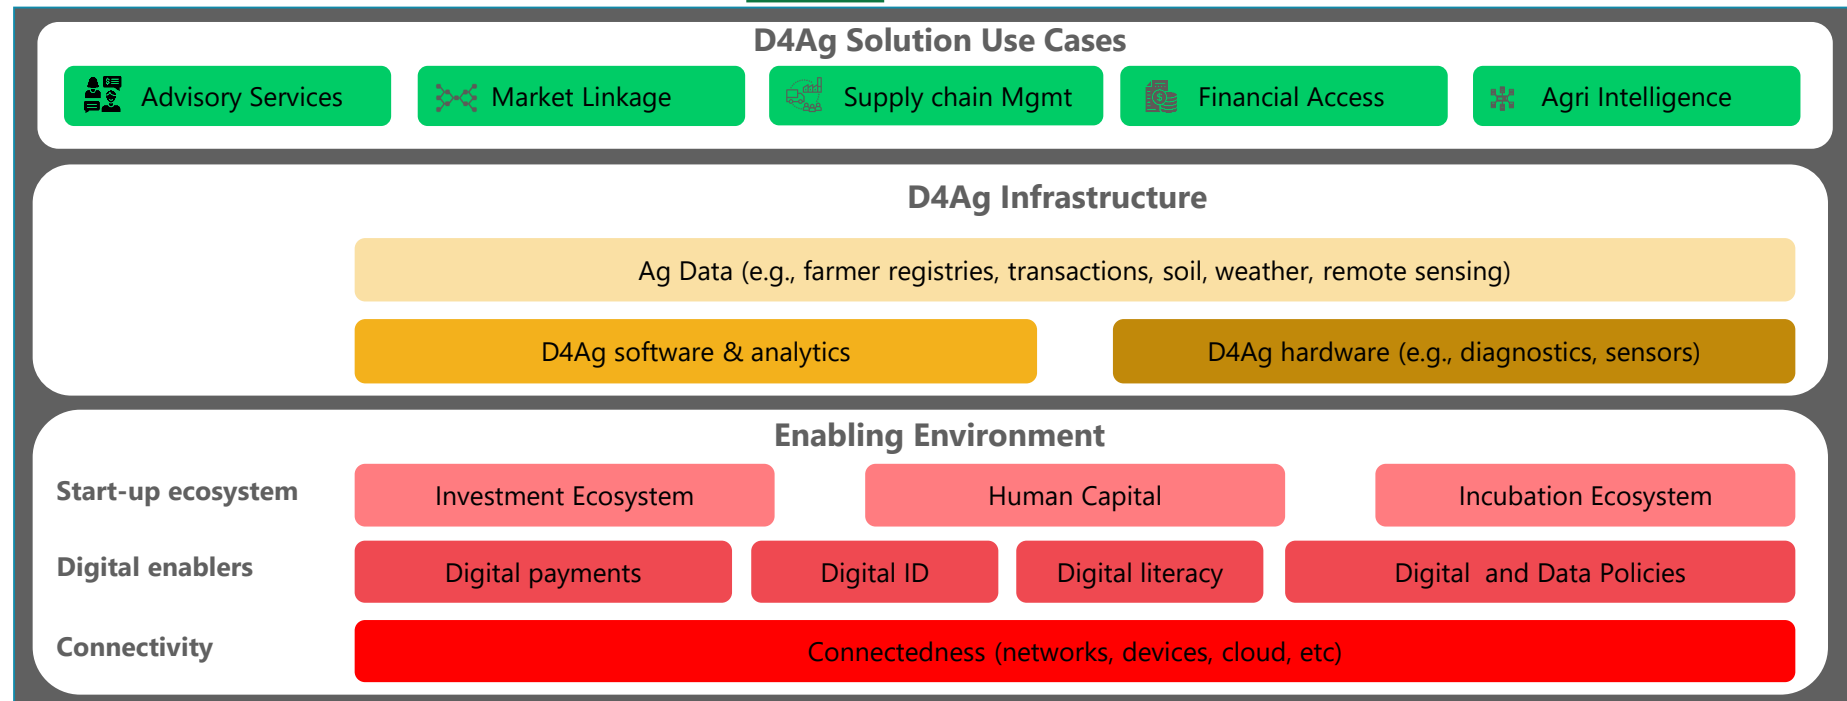 D4Ag Solution Use Cases
Advisory Services
Market Linkage
Supply chain Mgmt
Financial Access
Agri Intelligence
D4Ag Infrastructure
Ag Data (e.g., farmer registries, transactions, soil, weather, remote sensing)
D4Ag software & analytics
D4Ag hardware (e.g., diagnostics, sensors)
Enabling Environment
Start-up ecosystem
Investment Ecosystem
Human Capital
Incubation Ecosystem
Digital enablers
Digital payments
Digital ID
Digital literacy
Digital and Data Policies
Connectivity
Connectedness (networks, devices, cloud, etc)